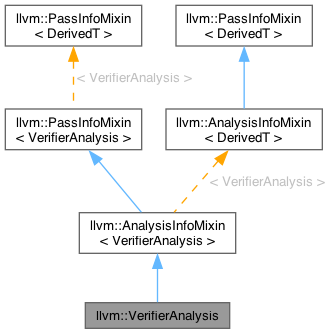 llvm::PassInfoMixin
< DerivedT >
llvm::PassInfoMixin
< DerivedT >
< VerifierAnalysis >
llvm::PassInfoMixin
< VerifierAnalysis >
llvm::AnalysisInfoMixin
< DerivedT >
< VerifierAnalysis >
llvm::AnalysisInfoMixin
< VerifierAnalysis >
llvm::VerifierAnalysis